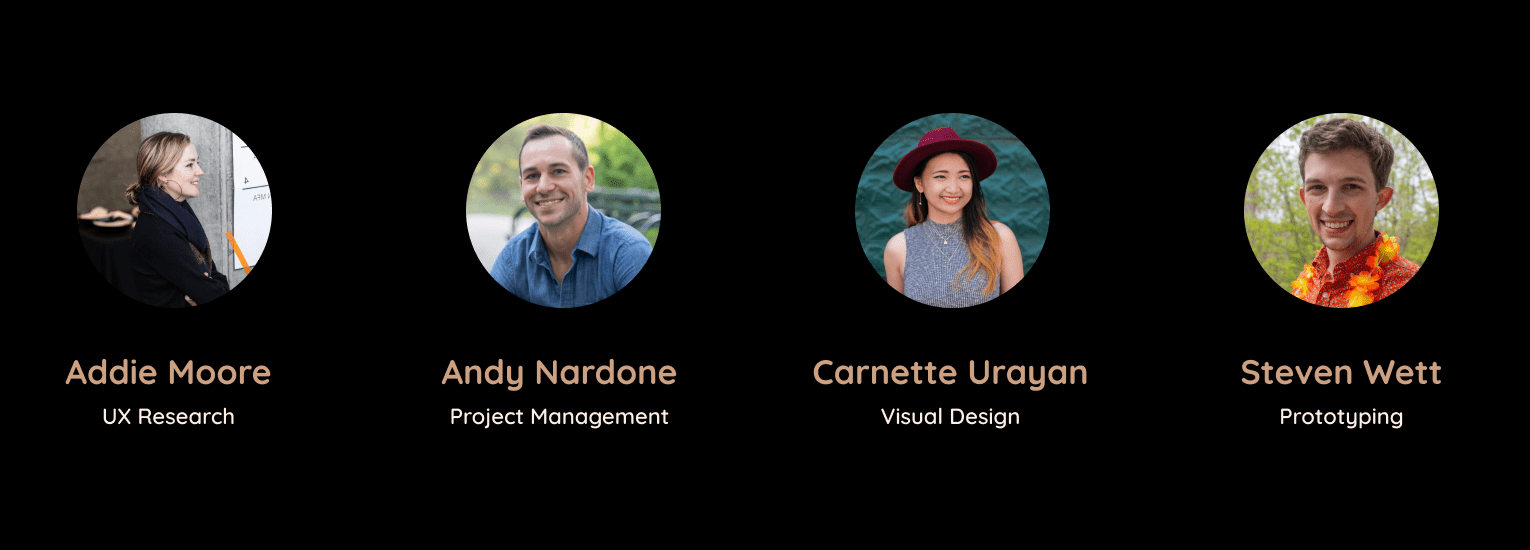 Addie Moore
UX Research
Andy Nardone
Project Management
Carnette Urayan
Visual Design
Steven Wett
Prototyping